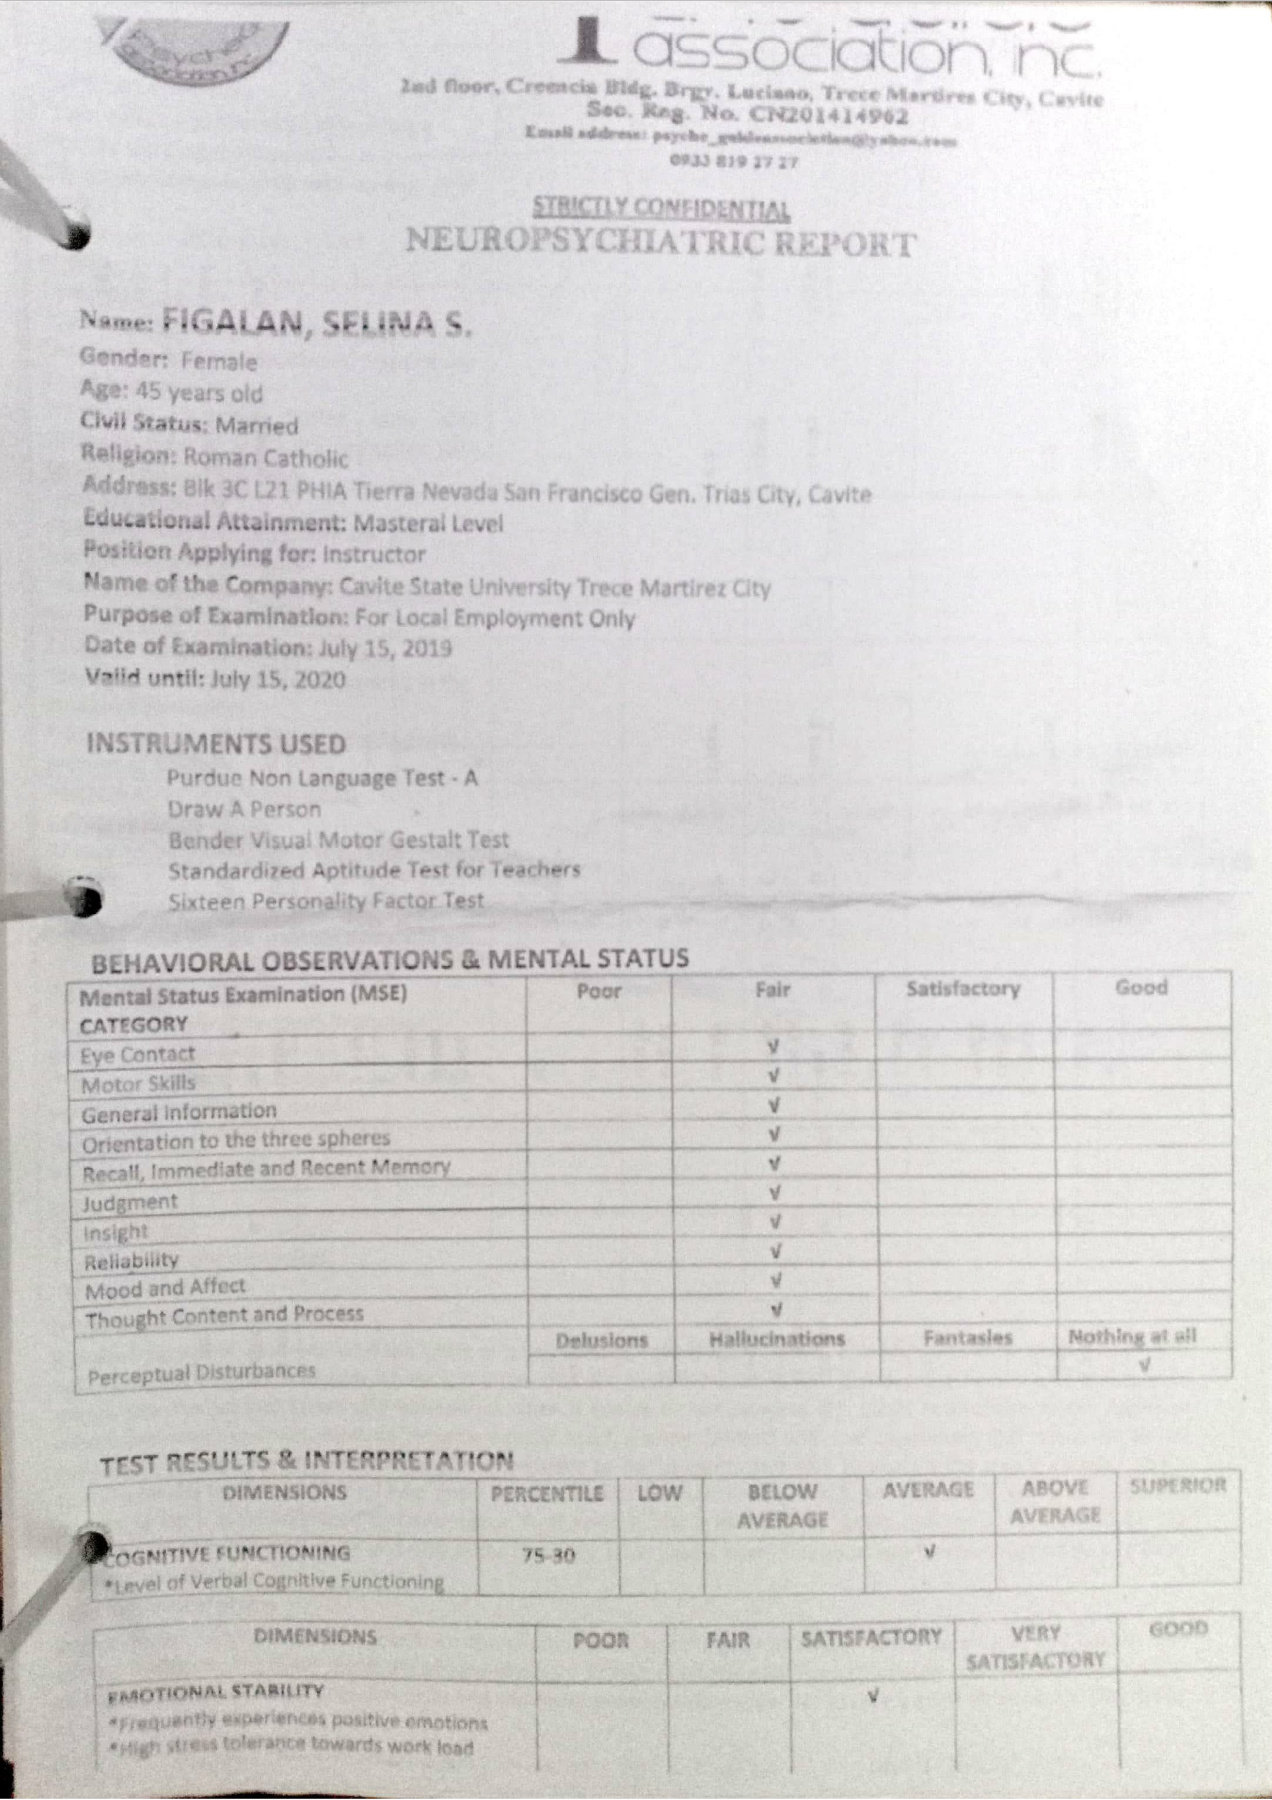 association, inc.
2nd floor, Creencia Bldg. Brgy. Luciano, Trece Martires City, Cavite
Sec. Reg. No. CN201414962
Email address:
0933 819 27 27
STRICTLY CONFIDENTIAL
NEUROPSYCHIATRIC REPORT
Name: FIGALAN, SELINA S.
Gender: Female
Age: 45 years old
Civil Status: Married
Religion: Roman Catholic
Address: Blk 3C L21 PHIA Tierra Nevada San Francisco Gen. Trias City, Cavite
Educational Attainment: Masteral Level
Position Applying for: Instructor
Name of the Company: Cavite State University Trece Martirez City
Purpose of Examination: For Local Employment Only
Date of Examination: July 15, 2019
Valid until: July 15, 2020
INSTRUMENTS USED
Purdue Non Language Test - A
Draw A Person
Bender Visual Motor Gestalt Test
Standardized Aptitude Test for Teachers
Sixteen Personality Factor Test
BEHAVIORAL OBSERVATIONS & MENTAL STATUS
Mental Status Examination (MSE) Poor Fair Satisfactory Good
CATEGORY
Eye Contact √
Motor Skills √
General Information √
Orientation to the three spheres √
Recall, Immediate and Recent Memory √
Judgment √
Insight √
Reliability √
Mood and Affect √
Thought Content and Process √
Delusions Hallucinations Fantasies Nothing at all
Perceptual Disturbances √
TEST RESULTS & INTERPRETATION
DIMENSIONS PERCENTILE LOW BELOW AVERAGE ABOVE SUPERIOR
AVERAGE AVERAGE
COGNITIVE FUNCTIONING 75-30 √
*Level of Verbal Cognitive Functioning
DIMENSIONS POOR FAIR SATISFACTORY VERY GOOD
SATISFACTORY
EMOTIONAL STABILITY √
*Frequently experiences positive emotions
*High stress tolerance towards work load